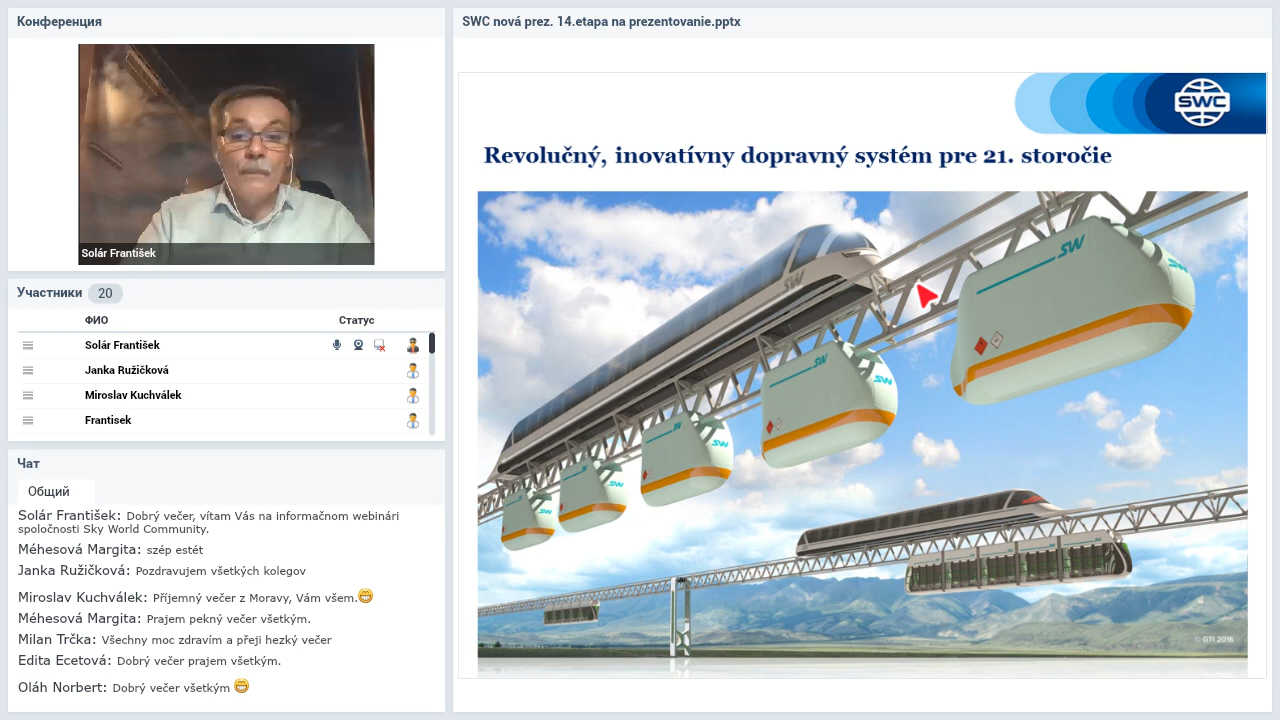 Конференция
Solár František
Участники 20
ФИО Статус
Solár František
Janka Ružičková
Miroslav Kuchválek
Frantisek
Чат
Общий
Solár František: Dobrý večer, vítam Vás na informačnom webinári
spoločnosti Sky World Community.
Méhesová Margita: szép estét
Janka Ružičková: Pozdravujem všetkých kolegov
Miroslav Kuchválek: Příjemný večer z Moravy, Vám všem.
Méhesová Margita: Prajem pekný večer všetkým.
Milan Trčka: Všechny moc zdravím a přeji hezký večer
Edita Ecetová: Dobrý večer prajem všetkým.
Oláh Norbert: Dobrý večer všetkým
SWC nová prez. 14.etapa na prezentovanie.pptx
SWC
Revolučný, inovatívny dopravný systém pre 21. storočie
SW
SW
SW
SW
SW
SW
SW
SW
SW
© GTI 2016